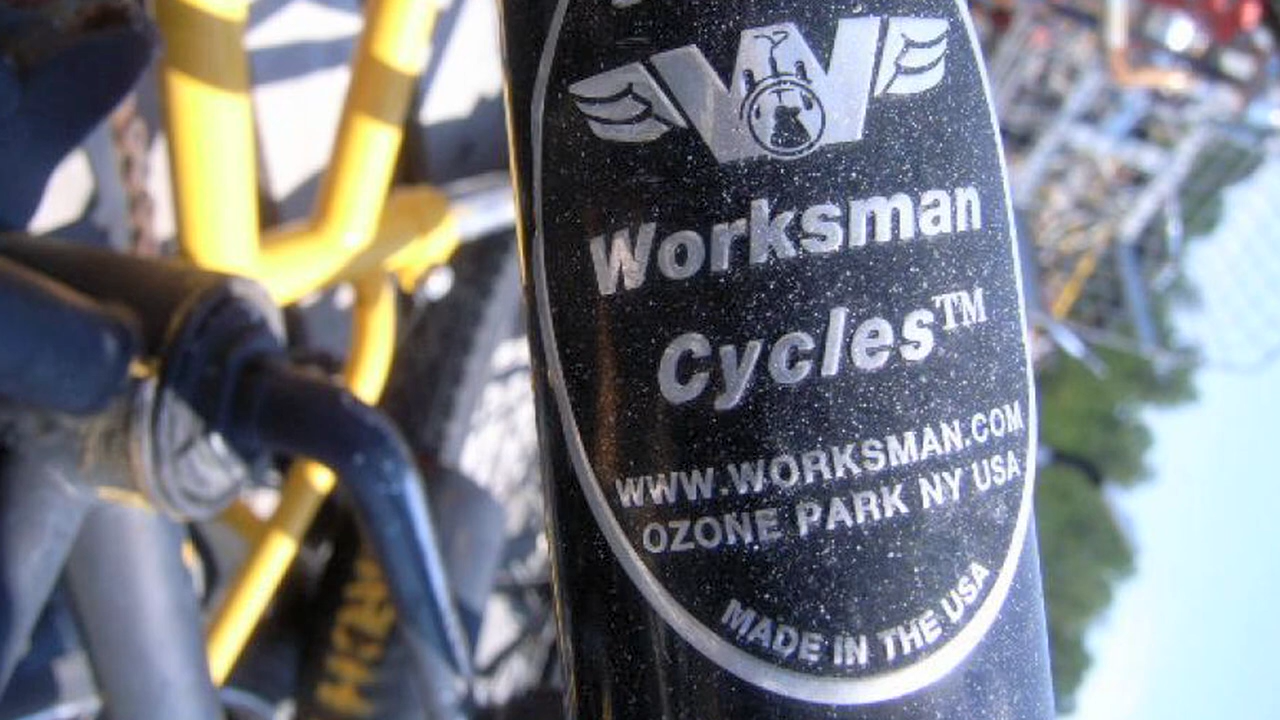 Worksman
Cycles™
WWW.WORKSMAN.COM
OZONE PARK NY USA
MADE IN THE USA